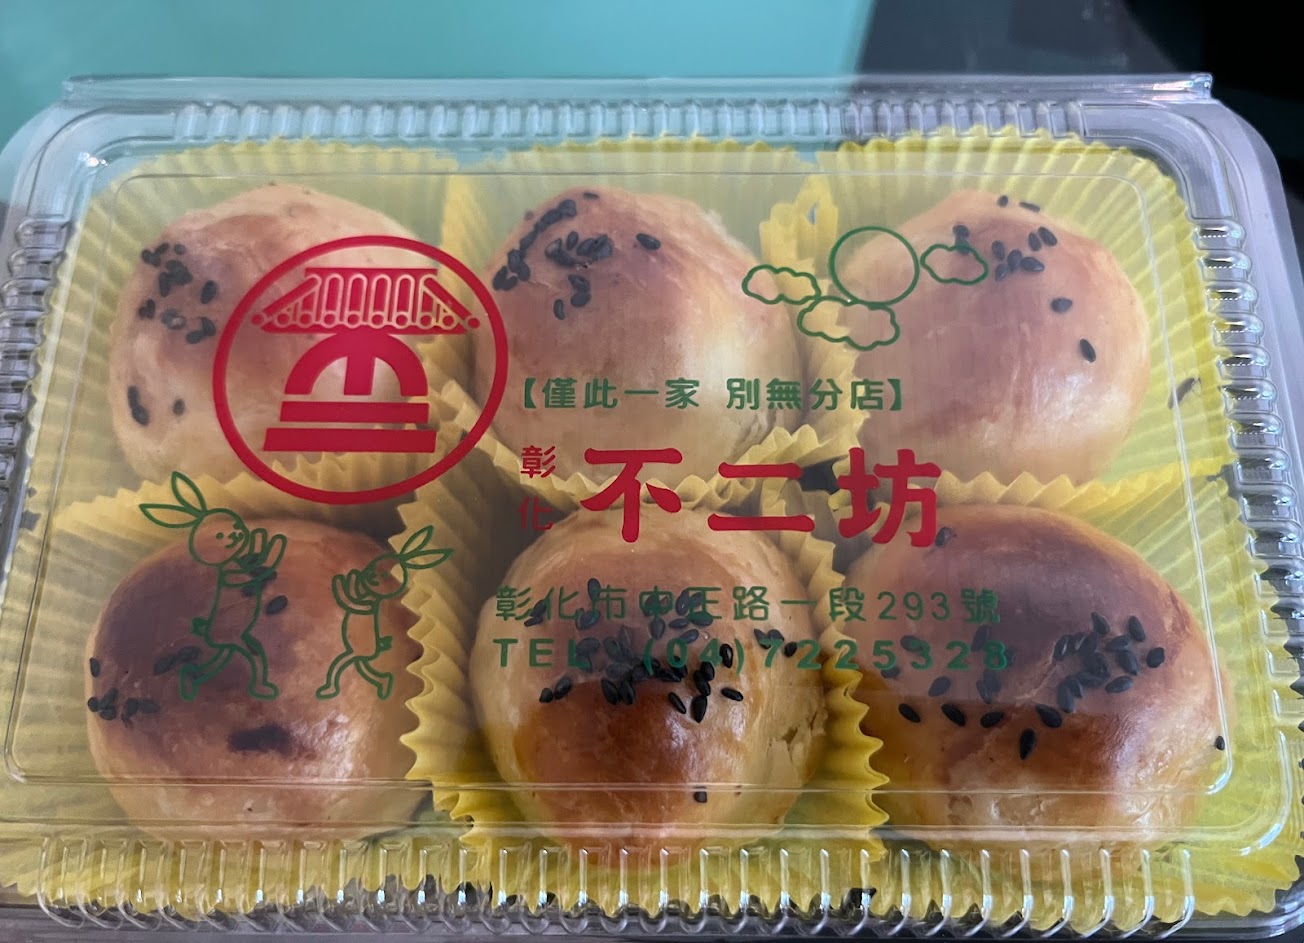 【僅此一家 別無分店】
彰化 不二坊
彰化市中正路一段293號
TEL:(04)7225328